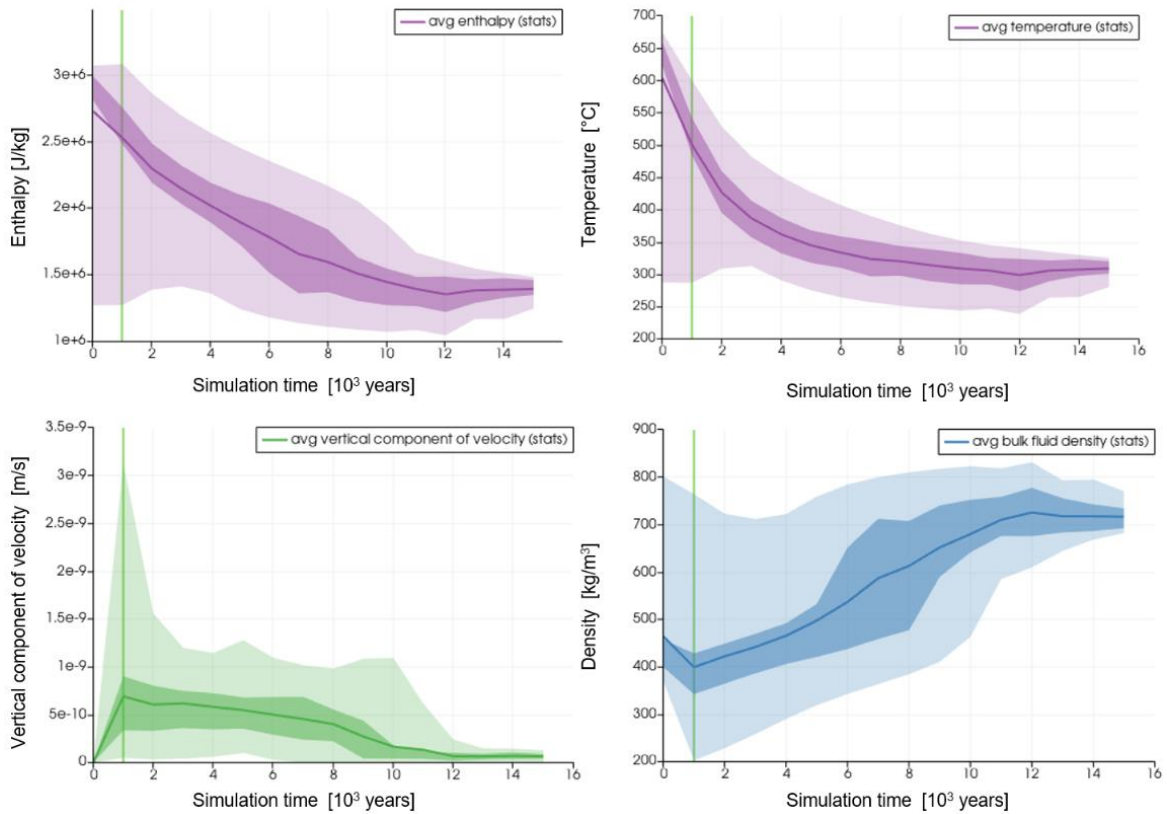 avg enthalpy (stats)
3e+6
2.5e+6
2e+6
1.5e+6
1e+6
Enthalpy [J/kg]
0 2 4 6 8 10 12 14
Simulation time [10³ years]
avg temperature (stats)
700
650
600
550
500
450
400
350
300
250
200
Temperature [°C]
0 2 4 6 8 10 12 14 16
Simulation time [10³ years]
avg vertical component of velocity (stats)
3.5e-9
3e-9
2.5e-9
2e-9
1.5e-9
1e-9
5e-10
0
Vertical component of velocity [m/s]
0 2 4 6 8 10 12 14 16
Simulation time [10³ years]
avg bulk fluid density (stats)
900
800
700
600
500
400
300
200
Density [kg/m³]
0 2 4 6 8 10 12 14 16
Simulation time [10³ years]